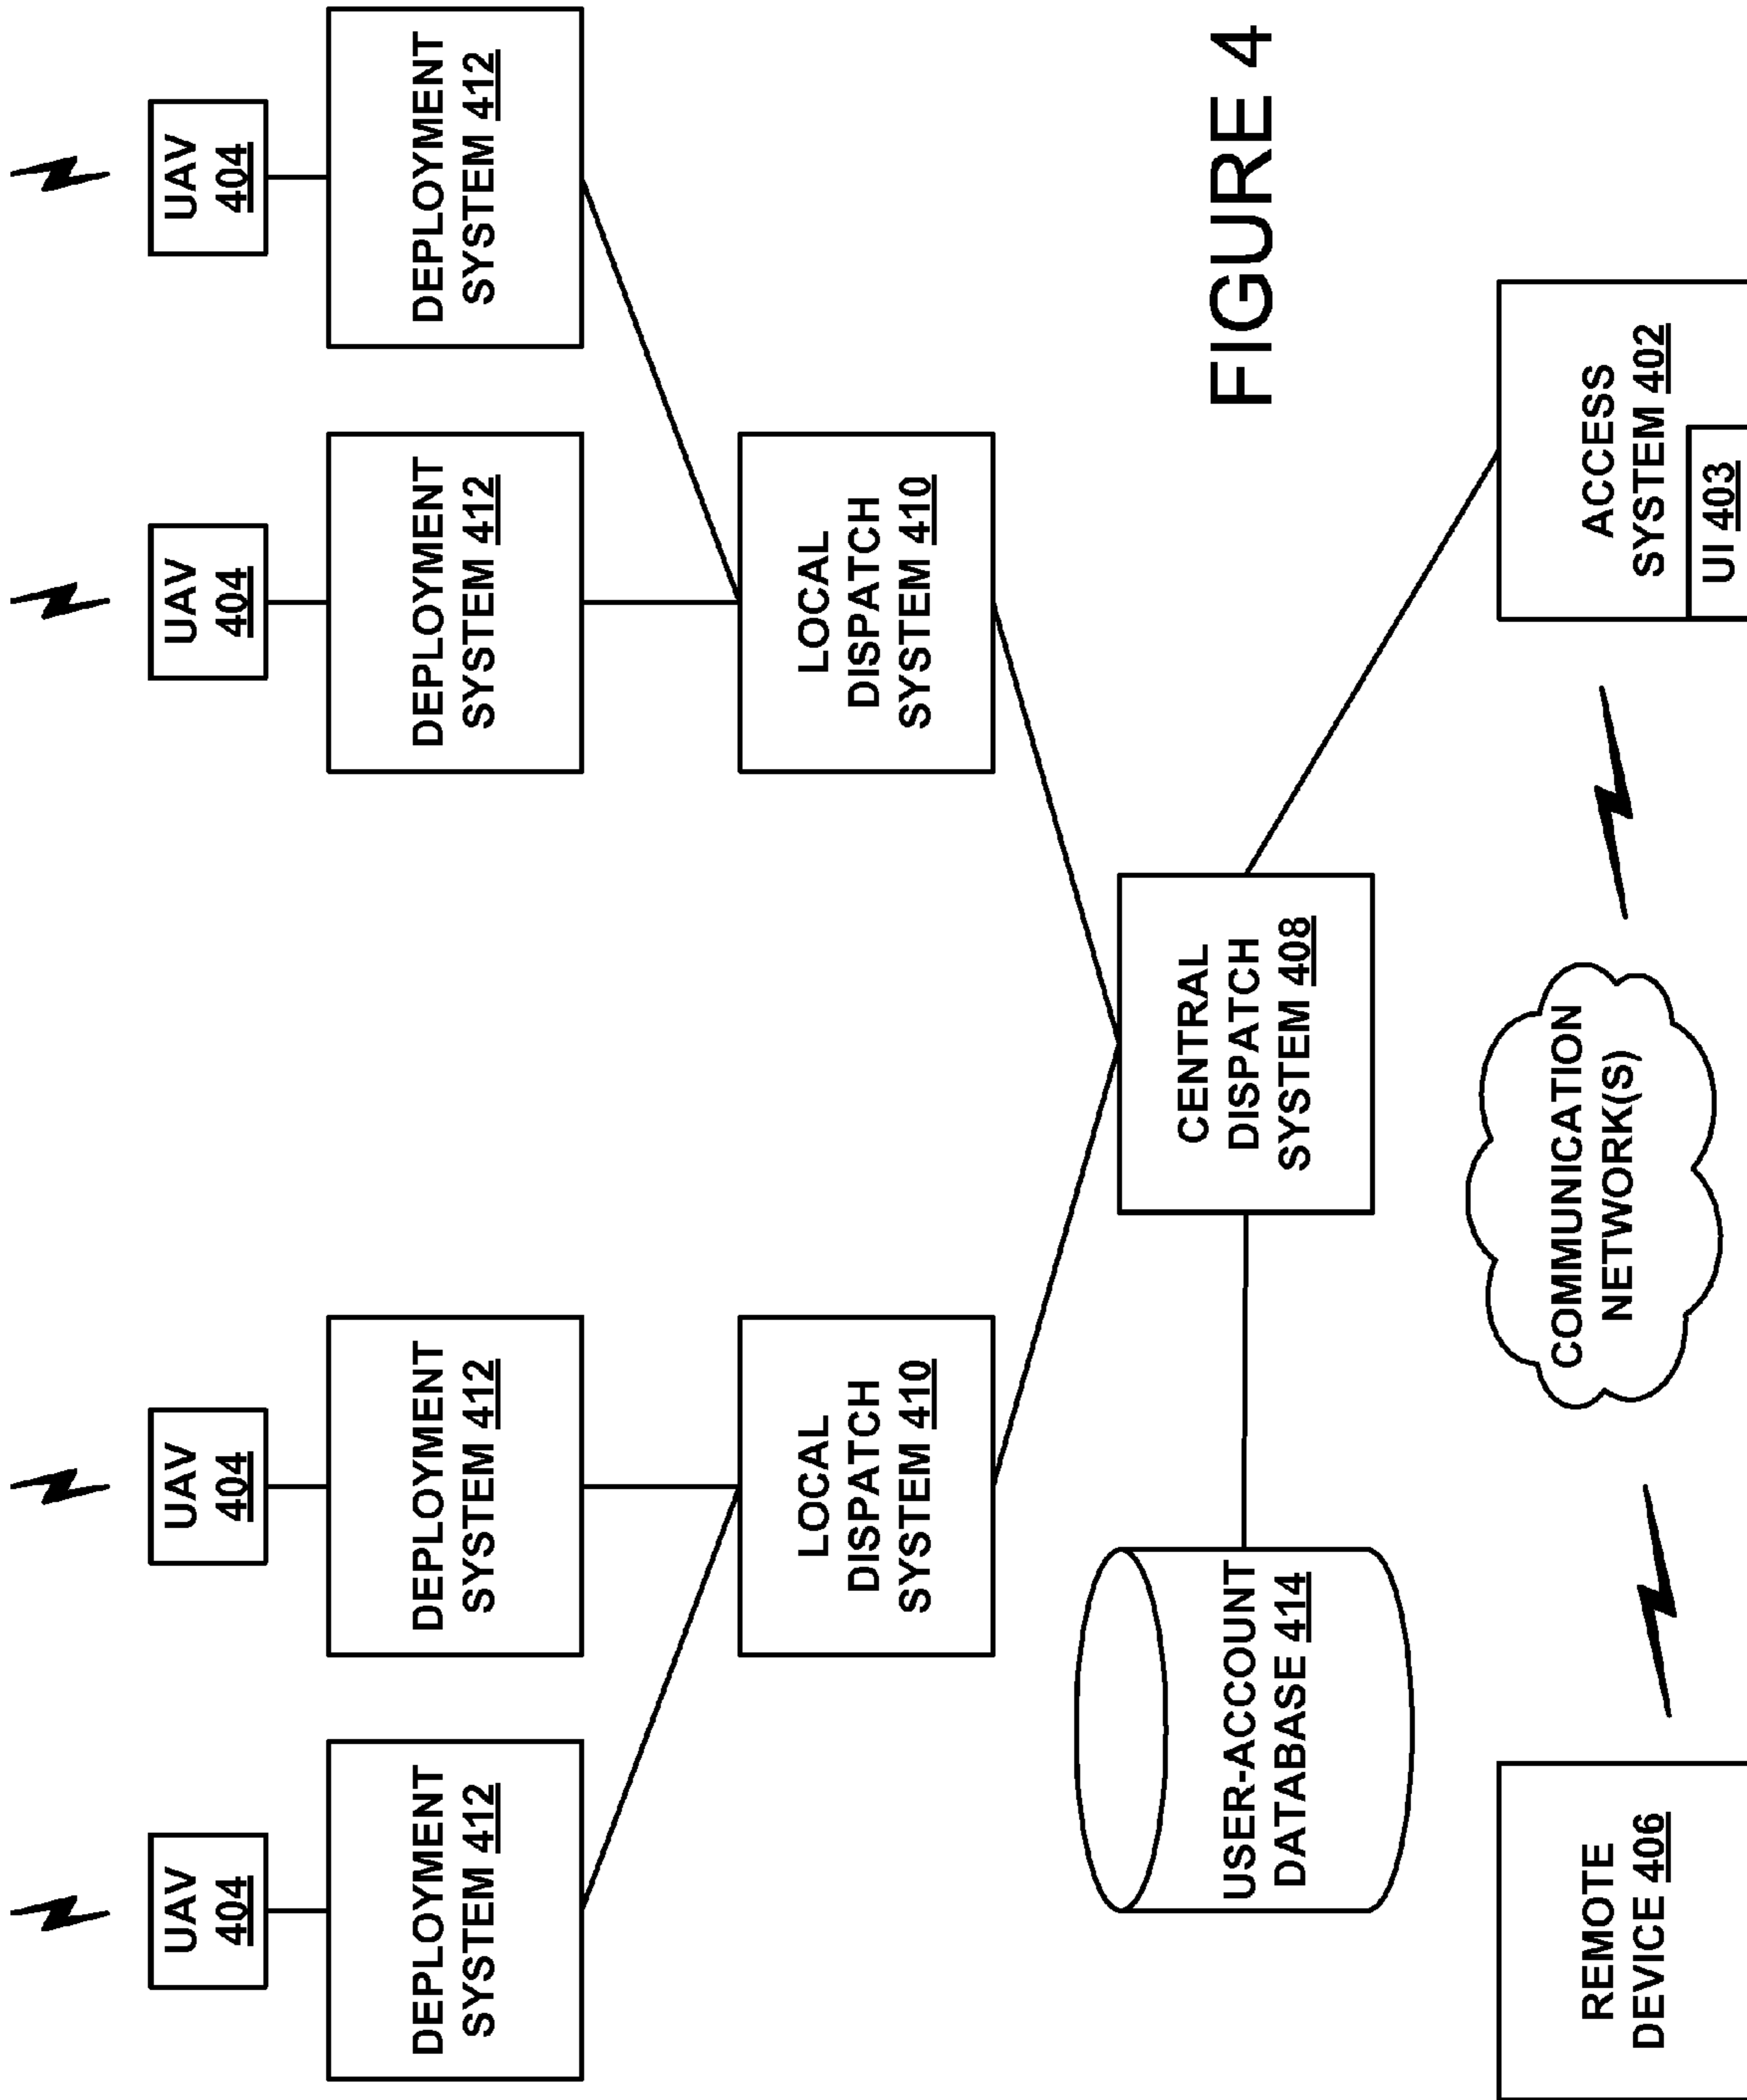 UAV
404
UAV
404
UAV
404
UAV
404
DEPLOYMENT
SYSTEM 412
DEPLOYMENT
SYSTEM 412
DEPLOYMENT
SYSTEM 412
DEPLOYMENT
SYSTEM 412
LOCAL
DISPATCH
SYSTEM 410
LOCAL
DISPATCH
SYSTEM 410
USER-ACCOUNT
DATABASE 414
CENTRAL
DISPATCH
SYSTEM 408
FIGURE 4
REMOTE
DEVICE 406
COMMUNICATION
NETWORK(S)
ACCESS
SYSTEM 402
UI 403